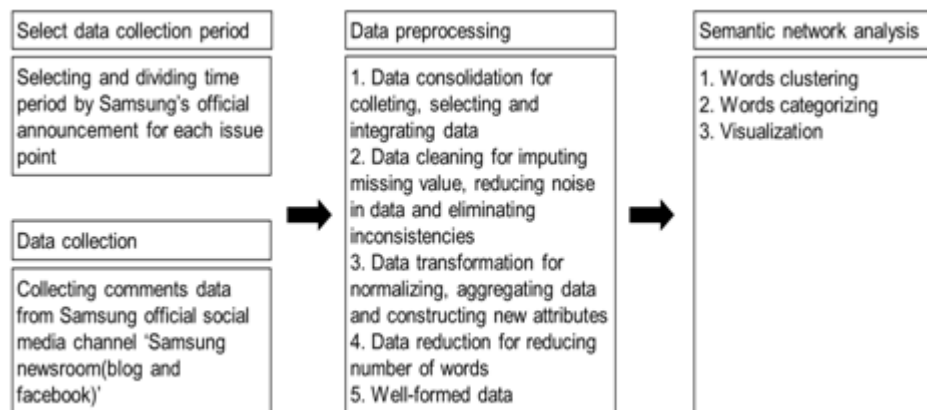 Select data collection period
Selecting and dividing time
period by Samsung's official
announcement for each issue
point
Data collection
Collecting comments data
from Samsung official social
media channel 'Samsung
newsroom(blog and
facebook)'
Data preprocessing
1. Data consolidation for
colleting, selecting and
integrating data
2. Data cleaning for imputing
missing value, reducing noise
in data and eliminating
inconsistencies
3. Data transformation for
normalizing, aggregating data
and constructing new attributes
4. Data reduction for reducing
number of words
5. Well-formed data
Semantic network analysis
1. Words clustering
2. Words categorizing
3. Visualization